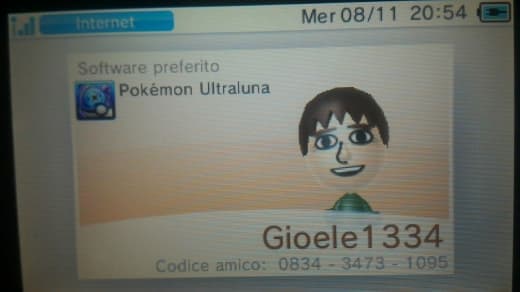 Internet Mer 08/11 20:54
Software preferito
Pokémon Ultraluna
Gioele1334
Codice amico: 0834 - 3473 - 1095